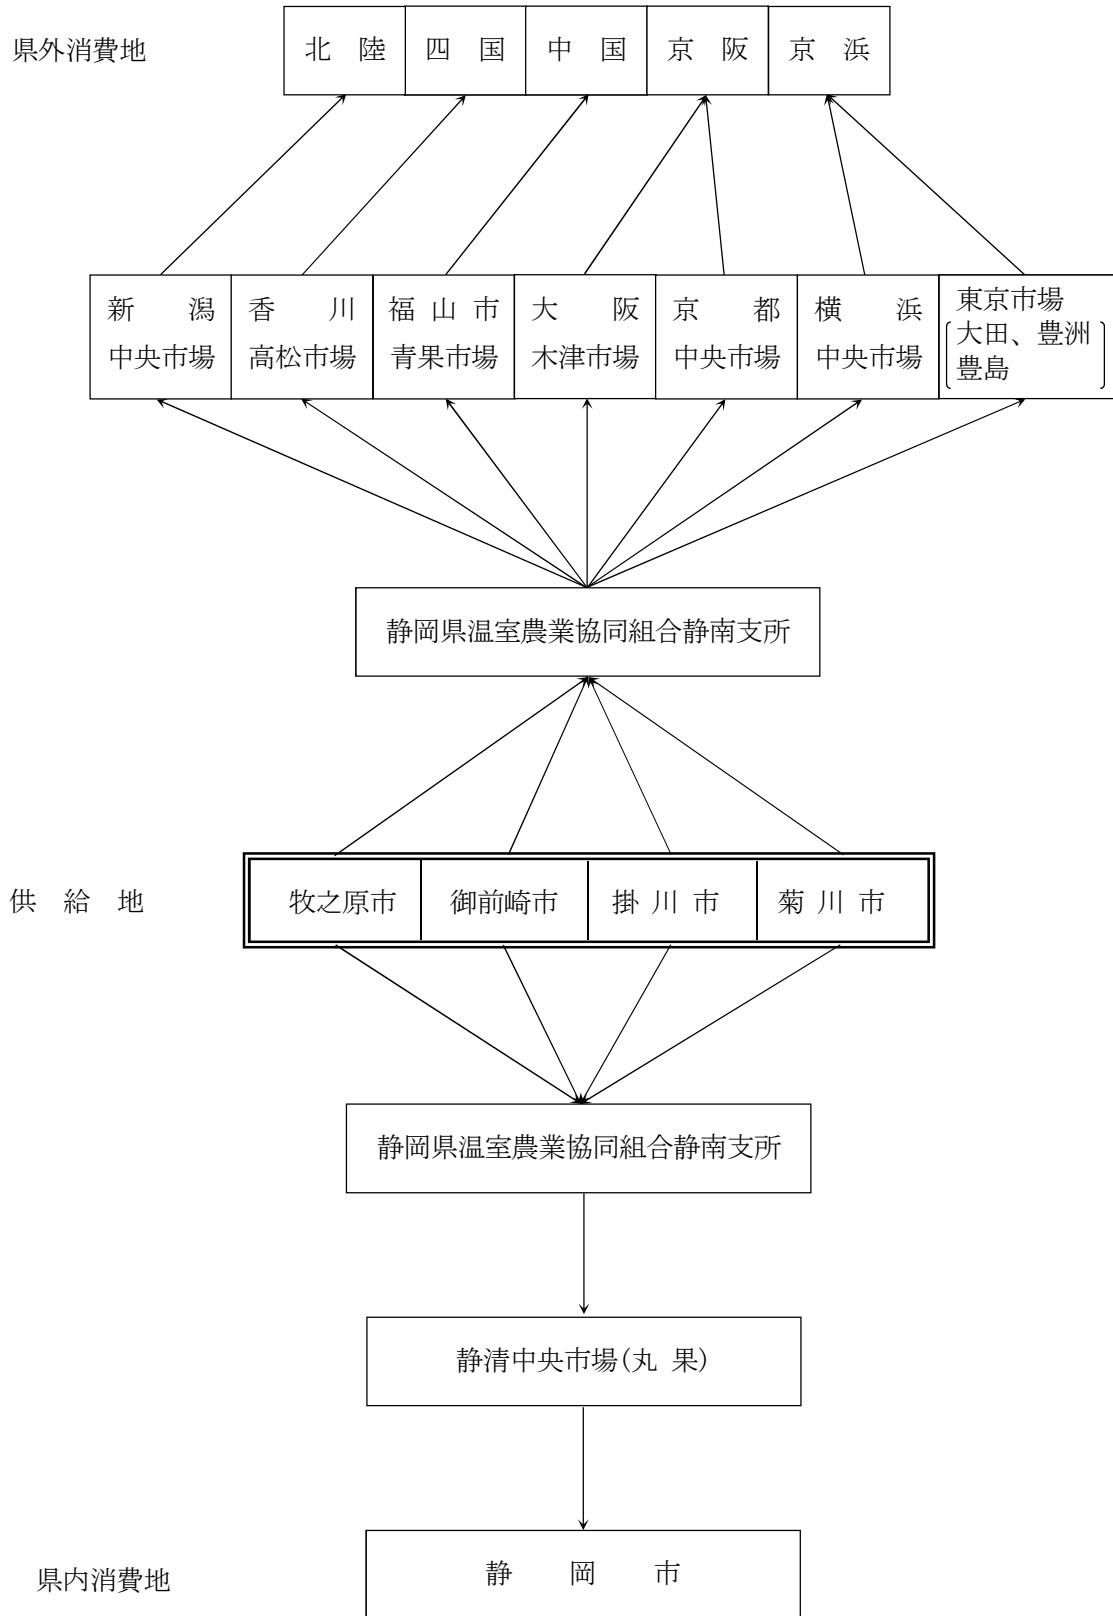 県外消費地
北　陸　四　国　中　国　京　阪　京　浜
新　潟
中央市場
香　川
高松市場
福山市
青果市場
大　阪
木津市場
京　都
中央市場
横　浜
中央市場
東京市場
大田、豊洲
豊島
静岡県温室農業協同組合静南支所
供　給　地
牧之原市　御前崎市　掛川市　菊川市
静岡県温室農業協同組合静南支所
静清中央市場(丸 果)
県内消費地
静　岡　市